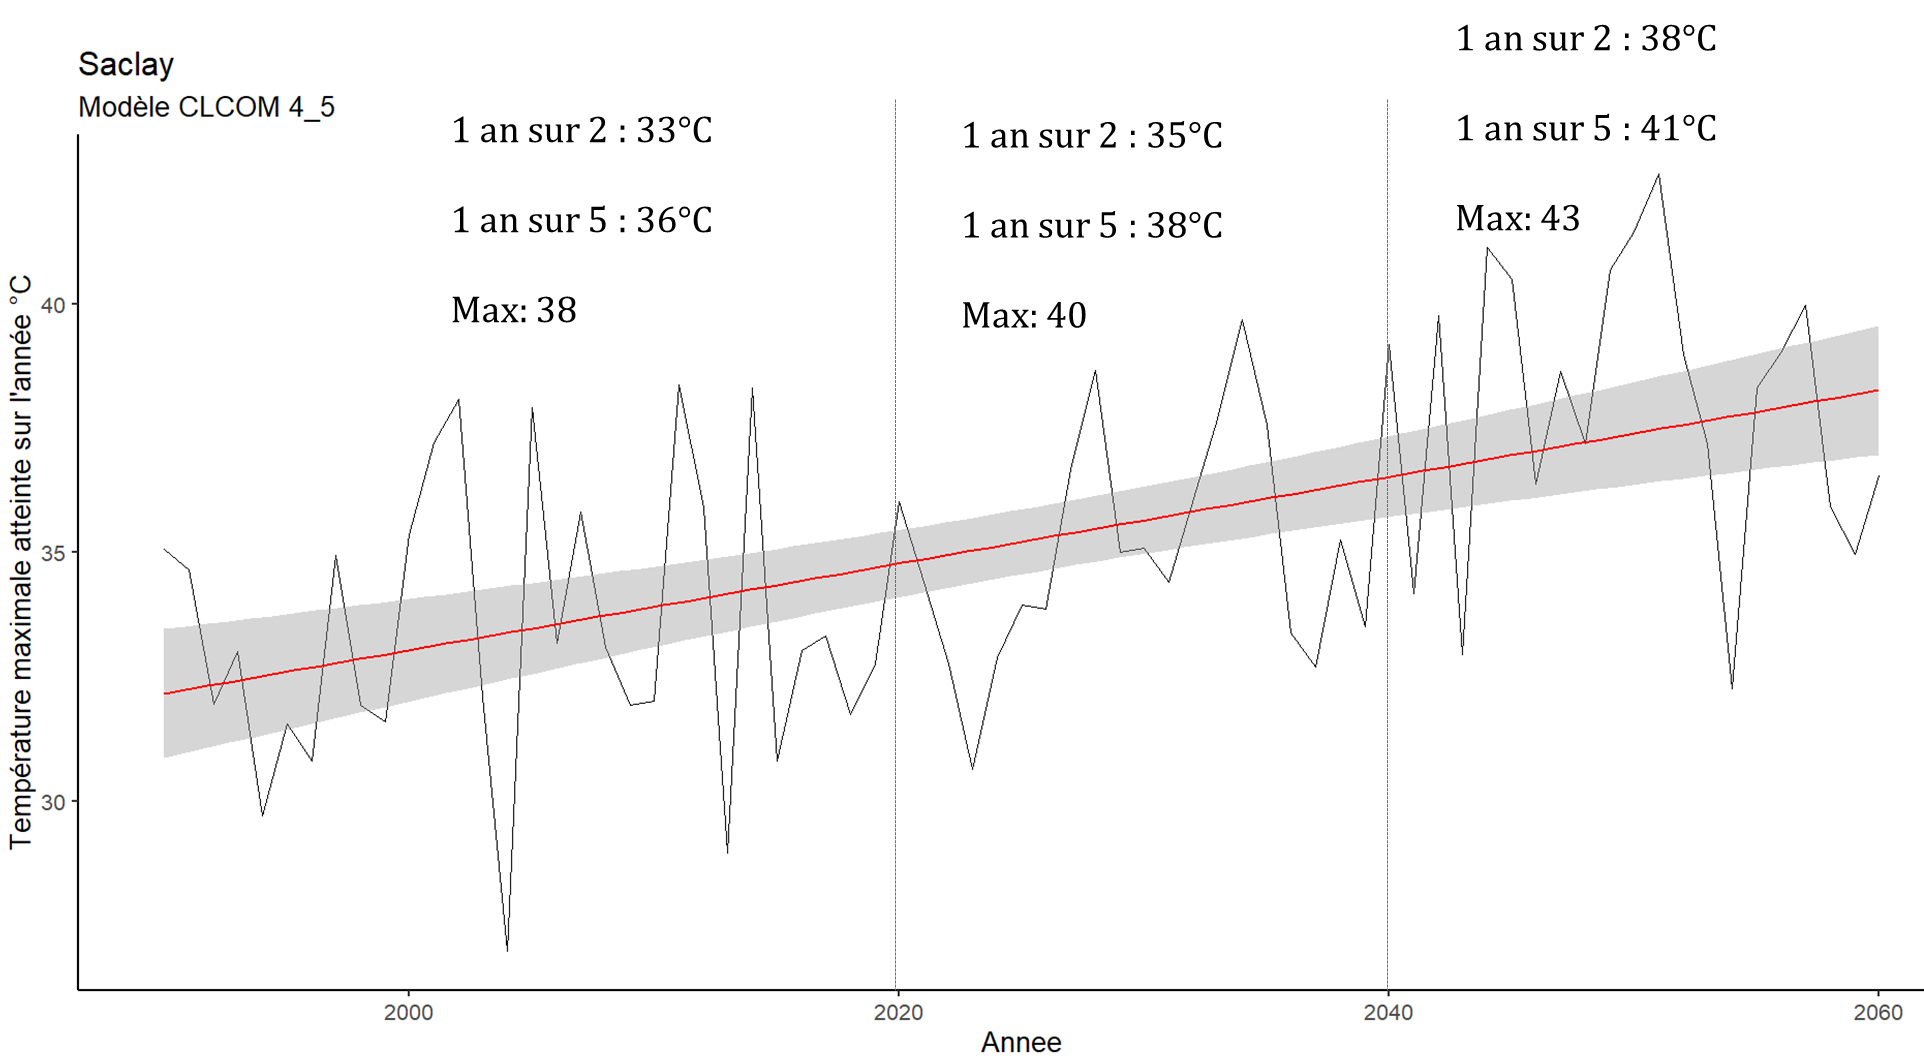 Saclay
Modèle CLCOM 4_5
1 an sur 2 : 33°C
1 an sur 5 : 36°C
Max: 38
1 an sur 2 : 35°C
1 an sur 5 : 38°C
Max: 40
1 an sur 2 : 38°C
1 an sur 5 : 41°C
Max: 43
Température maximale atteinte sur l'année °C
40
35
30
2000
2020
2040
2060
Annee